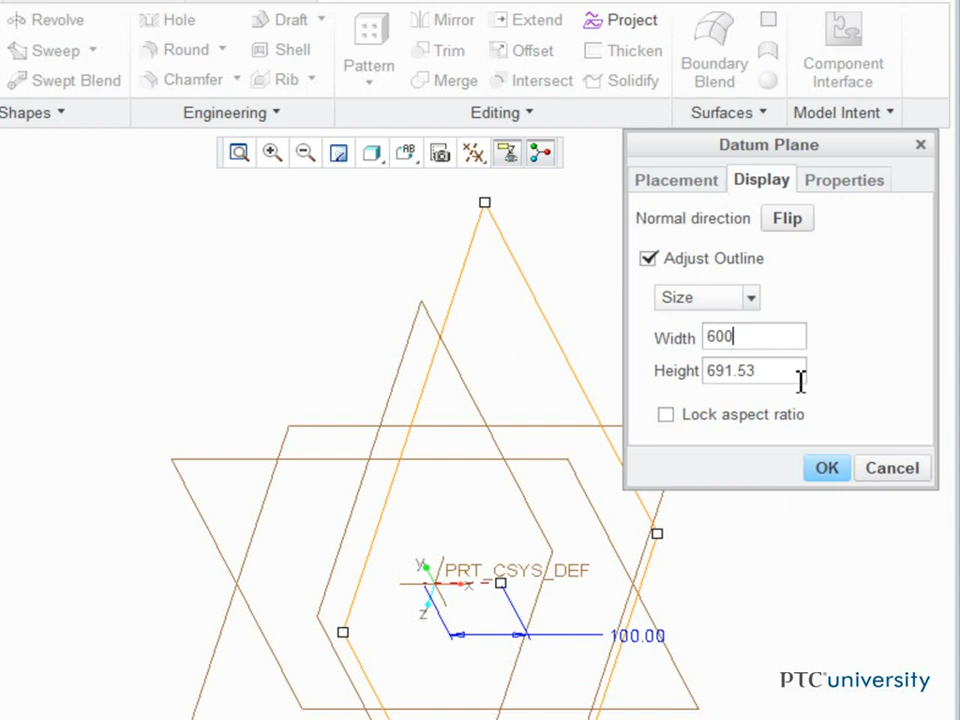 Revolve Hole Draft Mirror Extend Project
Sweep Round Shell Trim Offset Thicken
Pattern Boundary Blend Component Interface
Swept Blend Chamfer Rib Merge Intersect Solidify
Shapes Engineering Editing Surfaces Model Intent
AB
Datum Plane
Placement Display Properties
Normal direction Flip
Adjust Outline
Size
Width 600
Height 691.53
Lock aspect ratio
OK Cancel
y PRT_CSYS_DEF
x
z
100.00
PTC university